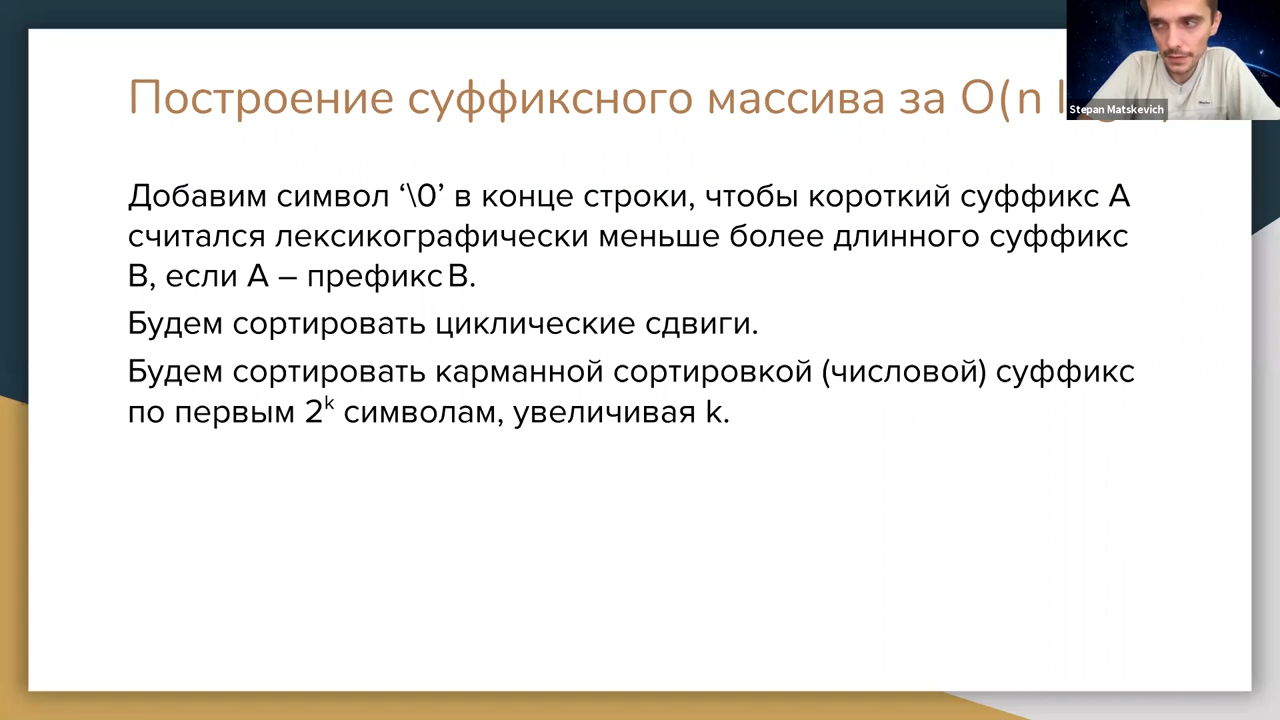 Построение суффиксного массива за O(n
Stepan Matskevich
Добавим символ ‘\0’ в конце строки, чтобы короткий суффикс A
считался лексикографически меньше более длинного суффикс
B, если A – префикс B.
Будем сортировать циклические сдвиги.
Будем сортировать карманной сортировкой (числовой) суффикс
по первым 2^k символам, увеличивая k.